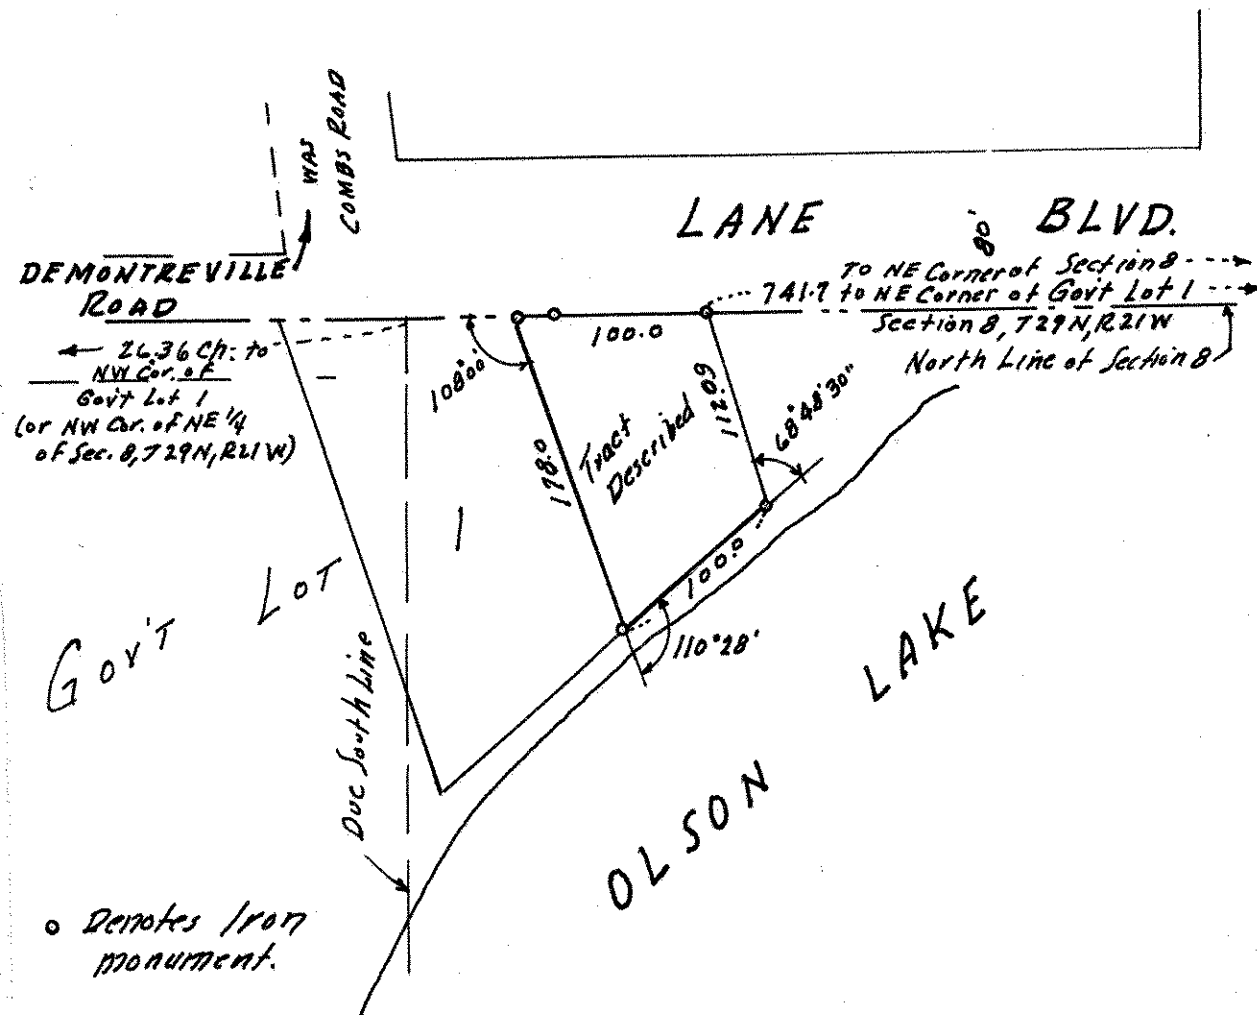 WAS
COMBS ROAD
LANE BLVD.
80'
DEMONTREVILLE
ROAD
TO NE Corner of Section 8
741.7 to NE Corner of Gov't Lot 1
Section 8, T29N, R21W
North Line of Section 8
26.36 Ch. to
NW Cor. of
Gov't Lot 1
(or NW Cor. of NE 1/4
of Sec. 8, T29N, R21W)
100.0
108°00'
178.0
Tract
Described
112.09
68°48'30"
100.0
110°28'
GOV'T LOT 1
Due South Line
OLSON LAKE
o Denotes Iron
monument.